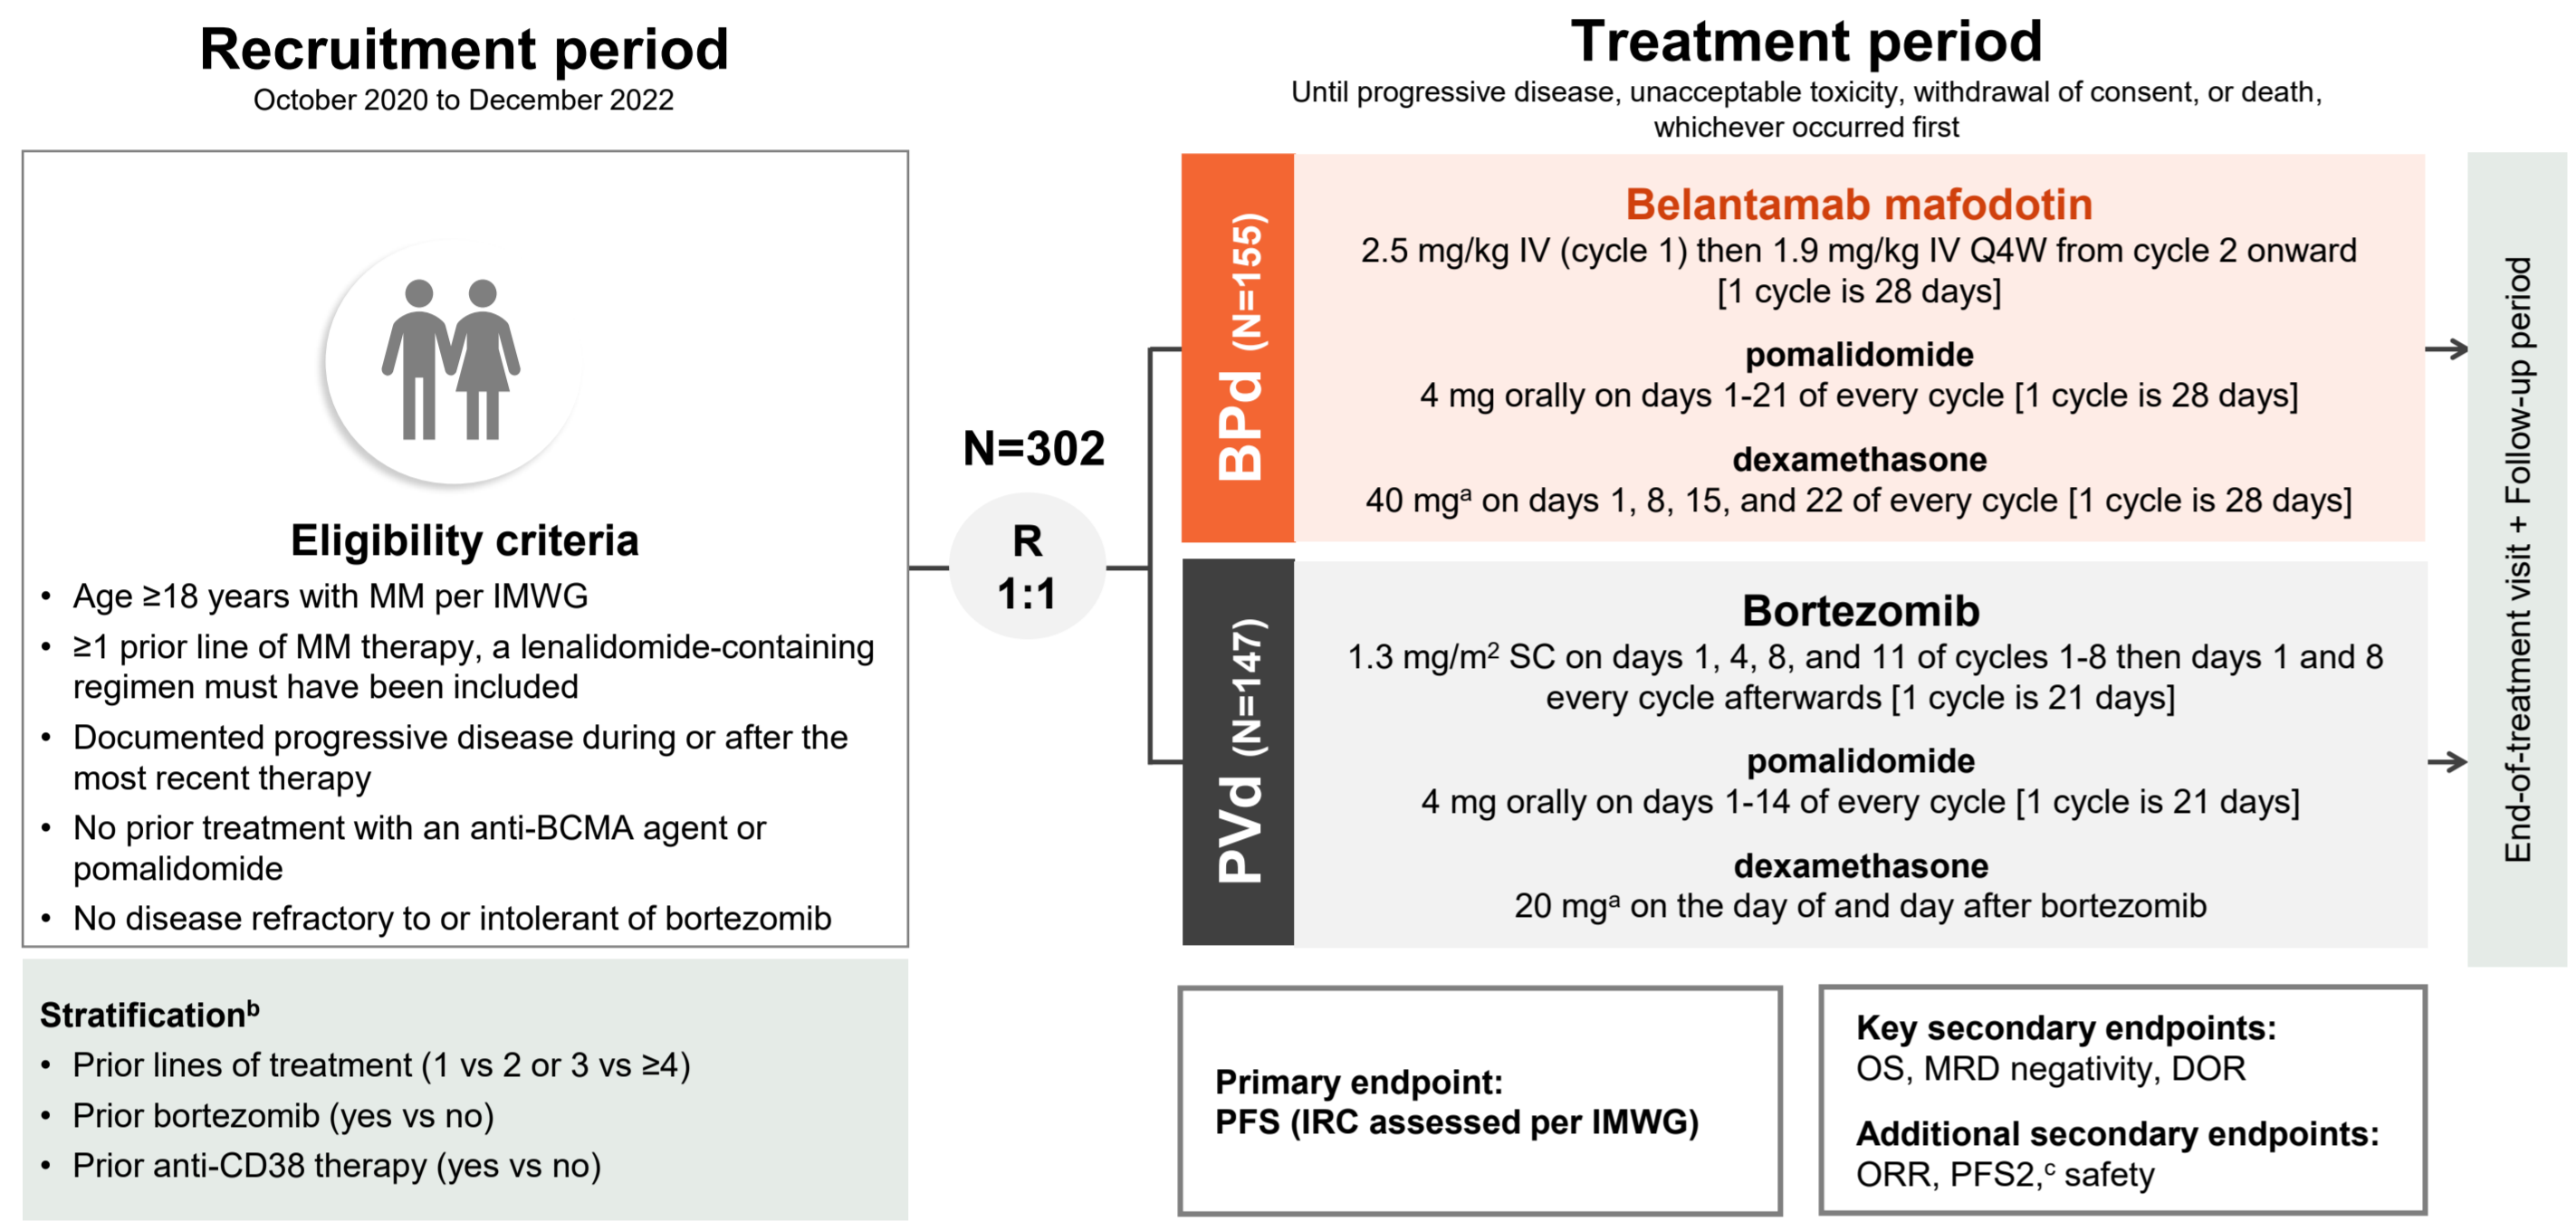 Recruitment period
October 2020 to December 2022
Eligibility criteria
• Age ≥18 years with MM per IMWG
• ≥1 prior line of MM therapy, a lenalidomide-containing
regimen must have been included
• Documented progressive disease during or after the
most recent therapy
• No prior treatment with an anti-BCMA agent or
pomalidomide
• No disease refractory to or intolerant of bortezomib
Stratificationᵇ
• Prior lines of treatment (1 vs 2 or 3 vs ≥4)
• Prior bortezomib (yes vs no)
• Prior anti-CD38 therapy (yes vs no)
N=302
R
1:1
Treatment period
Until progressive disease, unacceptable toxicity, withdrawal of consent, or death,
whichever occurred first
BPd (N=155)
Belantamab mafodotin
2.5 mg/kg IV (cycle 1) then 1.9 mg/kg IV Q4W from cycle 2 onward
[1 cycle is 28 days]
pomalidomide
4 mg orally on days 1-21 of every cycle [1 cycle is 28 days]
dexamethasone
40 mgᵃ on days 1, 8, 15, and 22 of every cycle [1 cycle is 28 days]
PVd (N=147)
Bortezomib
1.3 mg/m² SC on days 1, 4, 8, and 11 of cycles 1-8 then days 1 and 8
every cycle afterwards [1 cycle is 21 days]
pomalidomide
4 mg orally on days 1-14 of every cycle [1 cycle is 21 days]
dexamethasone
20 mgᵃ on the day of and day after bortezomib
End-of-treatment visit + Follow-up period
Primary endpoint:
PFS (IRC assessed per IMWG)
Key secondary endpoints:
OS, MRD negativity, DOR
Additional secondary endpoints:
ORR, PFS2,ᶜ safety